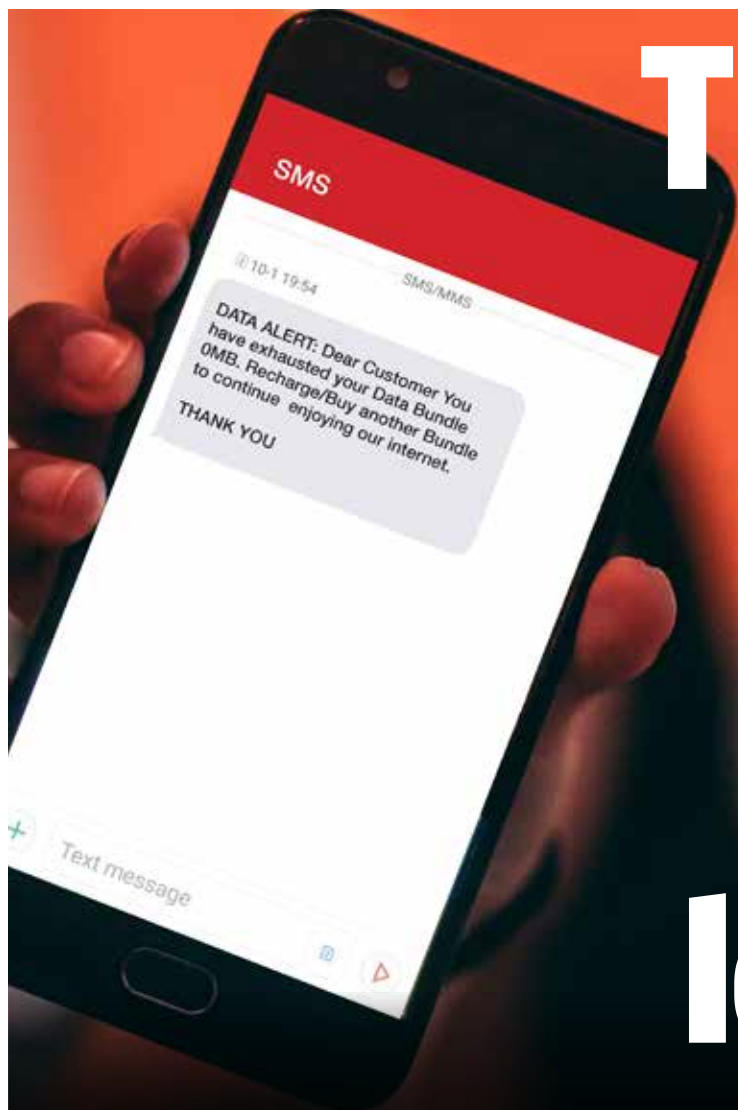 T
SMS
SMS/MMS
10-1 19:54
DATA ALERT: Dear Customer You
have exhausted your Data Bundle
0MB. Recharge/Buy another Bundle
to continue enjoying our internet.
THANK YOU
Text message